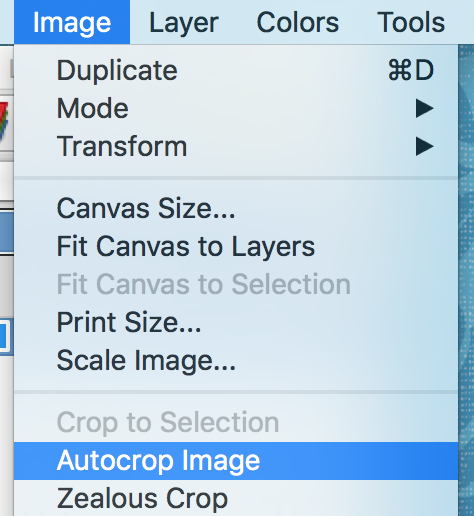 Image Layer Colors Tools
Duplicate ⌘D
Mode ▶
Transform ▶
Canvas Size...
Fit Canvas to Layers
Fit Canvas to Selection
Print Size...
Scale Image...
Crop to Selection
Autocrop Image
Zealous Crop